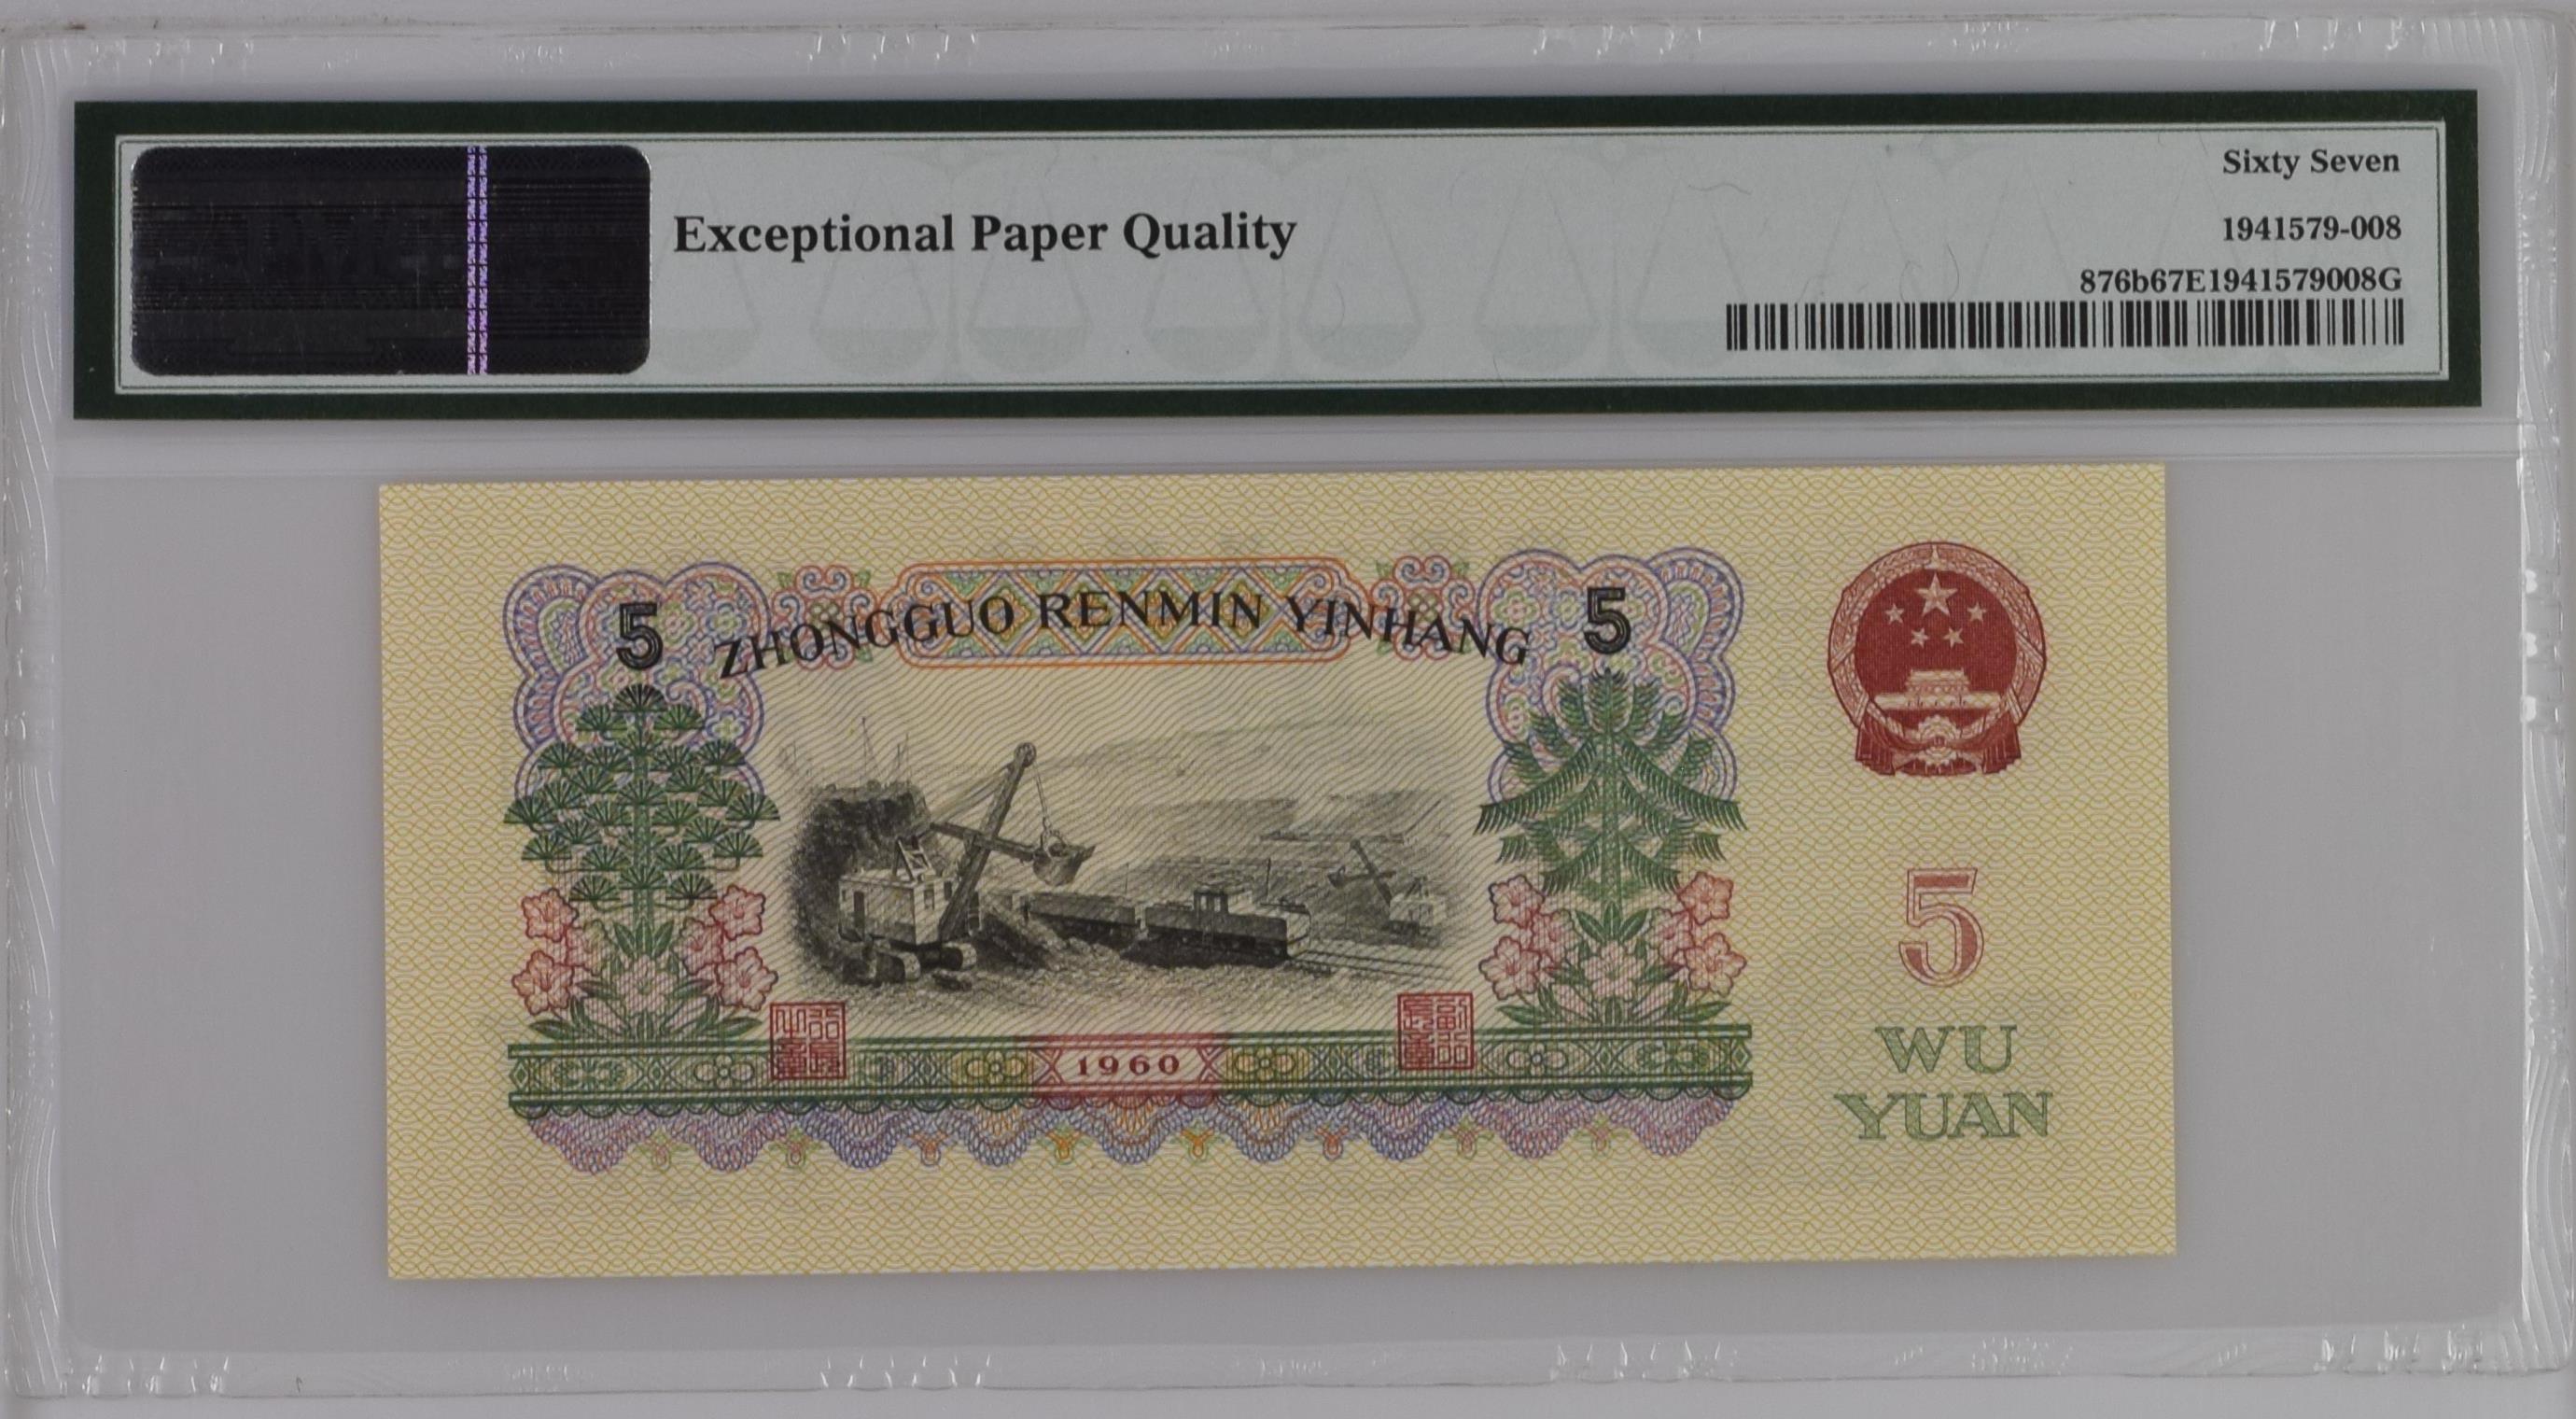 Sixty Seven
Exceptional Paper Quality
1941579-008
876b67E1941579008G
5 ZHONGGUO RENMIN YINHANG 5
5
1960
WU
YUAN